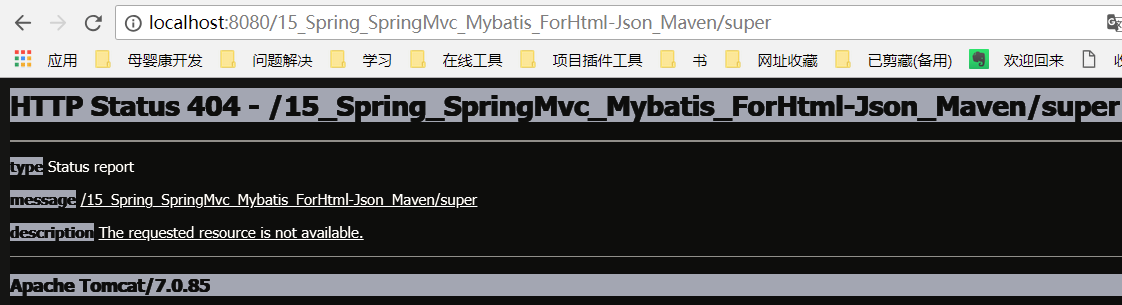 localhost:8080/15_Spring_SpringMvc_Mybatis_ForHtml-Json_Maven/super
应用 母婴康开发 问题解决 学习 在线工具 项目插件工具 书 网址收藏 已剪藏(备用) 欢迎回来
HTTP Status 404 - /15_Spring_SpringMvc_Mybatis_ForHtml-Json_Maven/super
type Status report
message /15_Spring_SpringMvc_Mybatis_ForHtml-Json_Maven/super
description The requested resource is not available.
Apache Tomcat/7.0.85